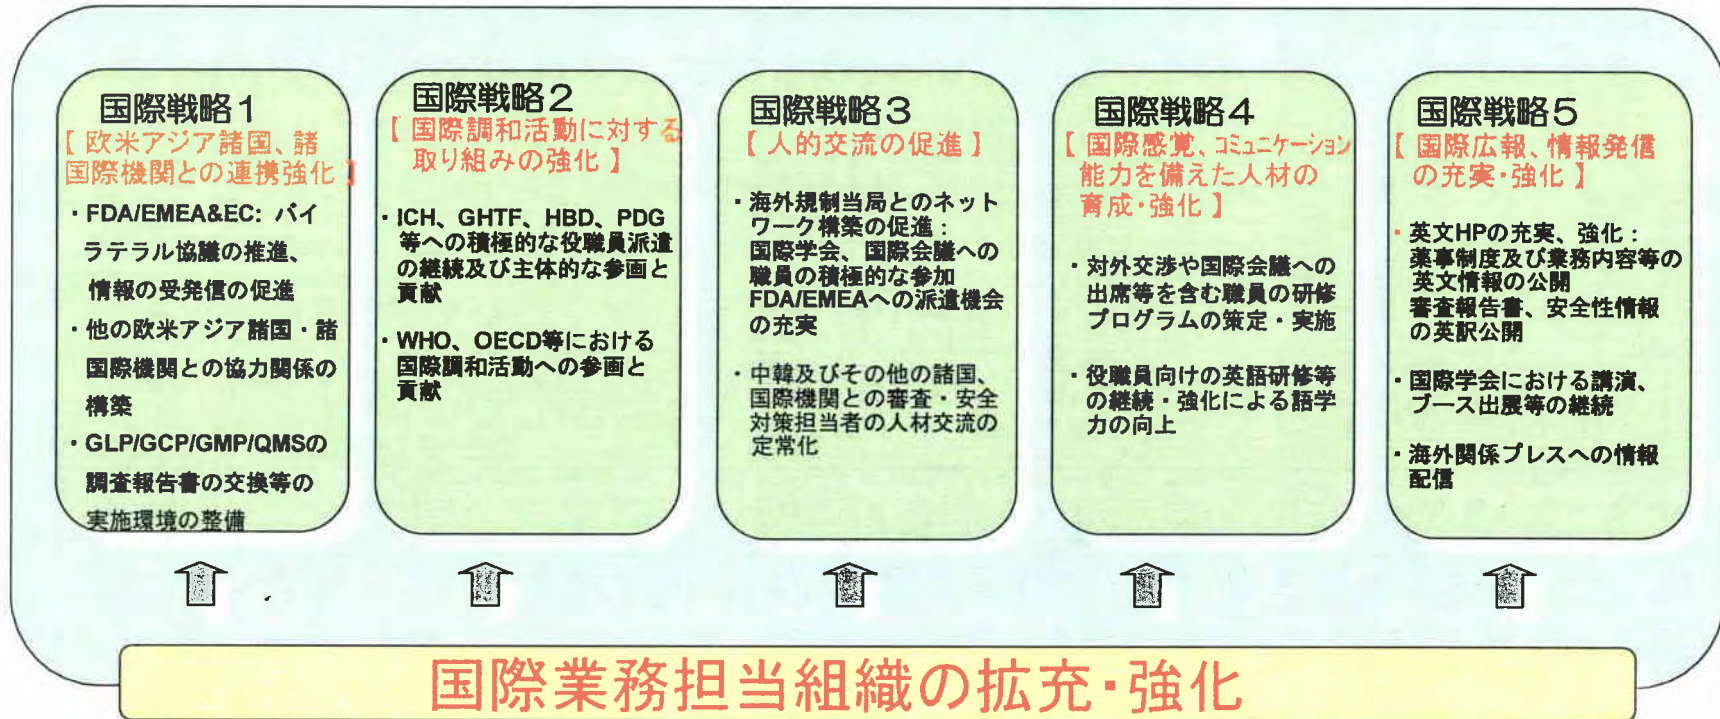 国際戦略1
【 欧米アジア諸国、諸
国際機関との連携強化 】
・FDA/EMEA&EC: バイ
ラテラル協議の推進、
情報の受発信の促進
・他の欧米アジア諸国・諸
国際機関との協力関係の
構築
・GLP/GCP/GMP/QMSの
調査報告書の交換等の
実施環境の整備
国際戦略2
【 国際調和活動に対する
取り組みの強化 】
・ICH、GHTF、HBD、PDG
等への積極的な役職員派遣
の継続及び主体的な参画と
貢献
・WHO、OECD等における
国際調和活動への参画と
貢献
国際戦略3
【 人的交流の促進 】
・海外規制当局とのネット
ワーク構築の促進：
国際学会、国際会議への
職員の積極的な参加
FDA/EMEAへの派遣機会
の充実
・中韓及びその他の諸国、
国際機関との審査・安全
対策担当者の人材交流の
定常化
国際戦略4
【 国際感覚、コミュニケーション
能力を備えた人材の
育成・強化 】
・対外交渉や国際会議への
出席等を含む職員の研修
プログラムの策定・実施
・役職員向けの英語研修等
の継続・強化による語学
力の向上
国際戦略5
【 国際広報、情報発信
の充実・強化 】
・英文HPの充実、強化：
薬事制度及び業務内容等の
英文情報の公開
審査報告書、安全性情報
の英訳公開
・国際学会における講演、
ブース出展等の継続
・海外関係プレスへの情報
配信
国際業務担当組織の拡充・強化